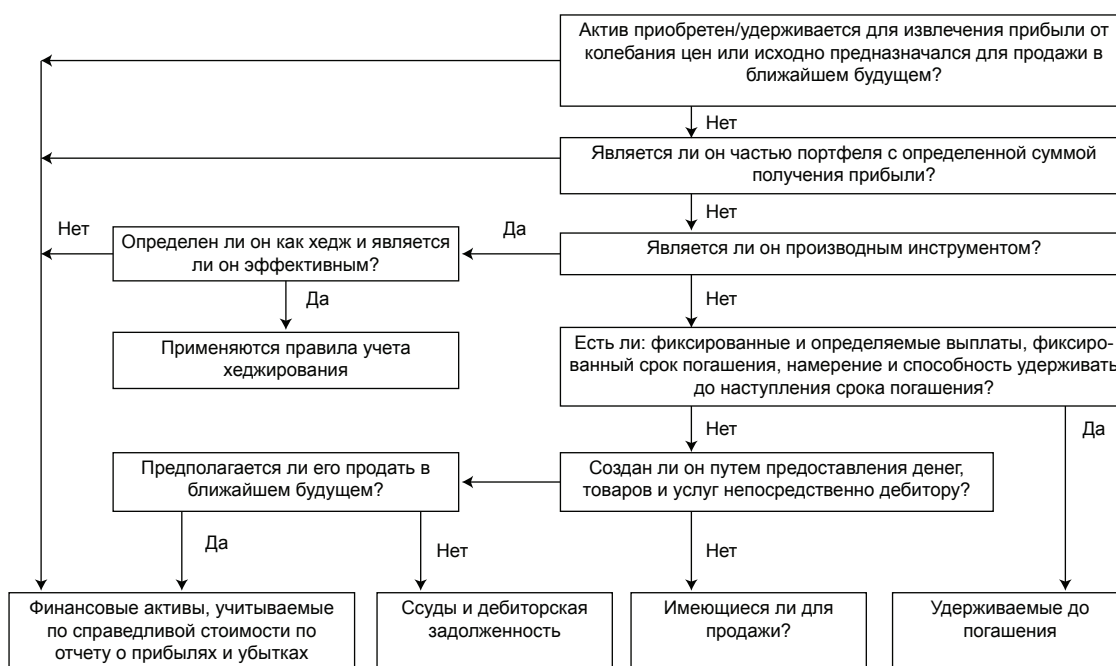 Актив приобретен/удерживается для извлечения прибыли от
колебания цен или исходно предназначался для продажи в
ближайшем будущем?
Нет
Является ли он частью портфеля с определенной суммой
получения прибыли?
Нет
Является ли он производным инструментом?
Да
Определен ли он как хедж и является
ли он эффективным?
Нет
Да
Применяются правила учета
хеджирования
Нет
Есть ли: фиксированные и определяемые выплаты, фиксиро-
ванный срок погашения, намерение и способность удерживать
до наступления срока погашения?
Нет
Да
Создан ли он путем предоставления денег,
товаров и услуг непосредственно дебитору?
Предполагается ли его продать в
ближайшем будущем?
Да
Нет
Нет
Финансовые активы, учитываемые
по справедливой стоимости по
отчету о прибылях и убытках
Ссуды и дебиторская
задолженность
Имеющиеся ли для
продажи?
Удерживаемые до
погашения